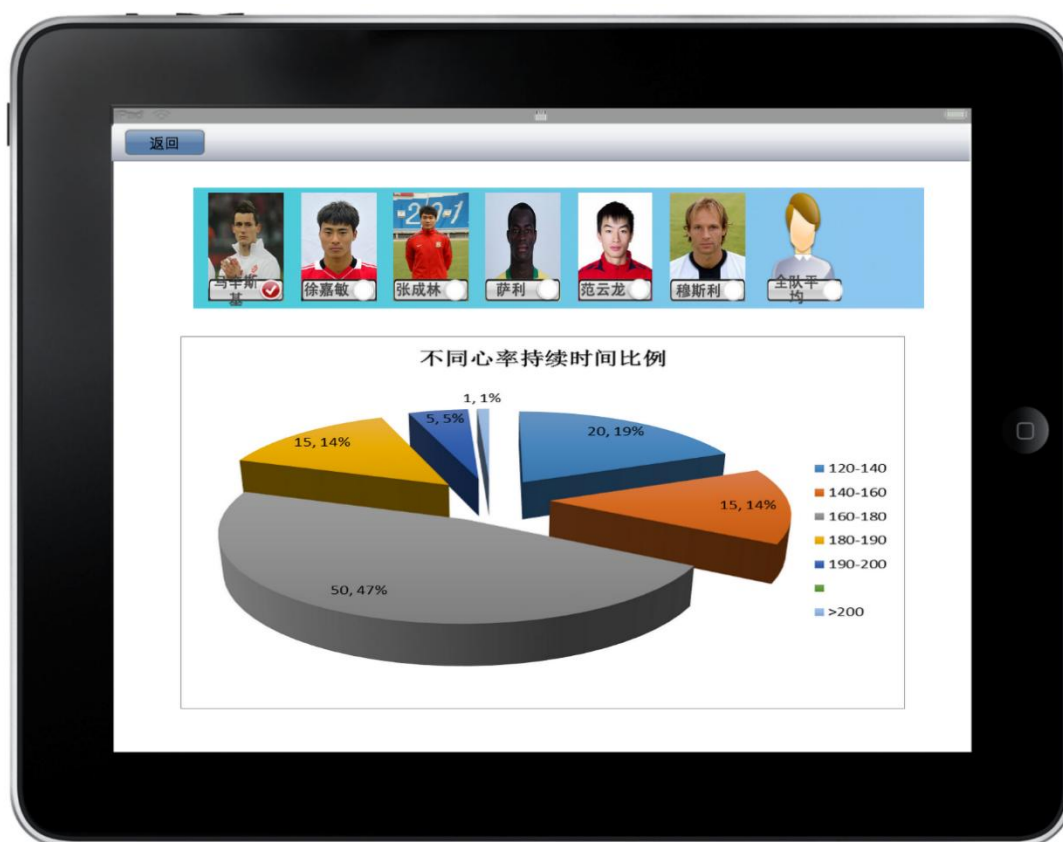 返回
马辛斯
基
徐嘉敏
张成林
萨利
范云龙
穆斯利
全队平
均
不同心率持续时间比例
1, 1%
5, 5%
20, 19%
15, 14%
15, 14%
50, 47%
120-140
140-160
160-180
180-190
190-200
>200